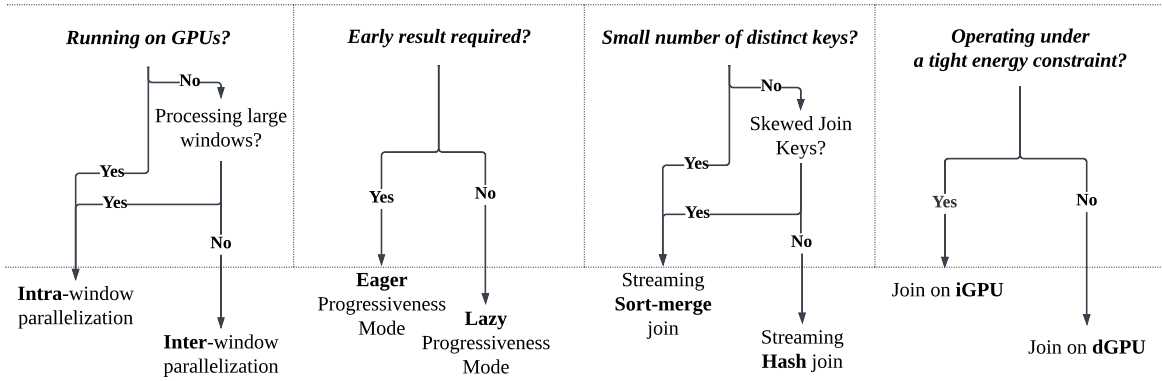 Running on GPUs?
No
Processing large
windows?
Yes
Yes
No
Intra-window
parallelization
Inter-window
parallelization
Early result required?
Yes
No
Eager
Progressiveness
Mode
Lazy
Progressiveness
Mode
Small number of distinct keys?
No
Skewed Join
Keys?
Yes
Yes
No
Streaming
Sort-merge
join
Streaming
Hash join
Operating under
a tight energy constraint?
Yes
No
Join on iGPU
Join on dGPU